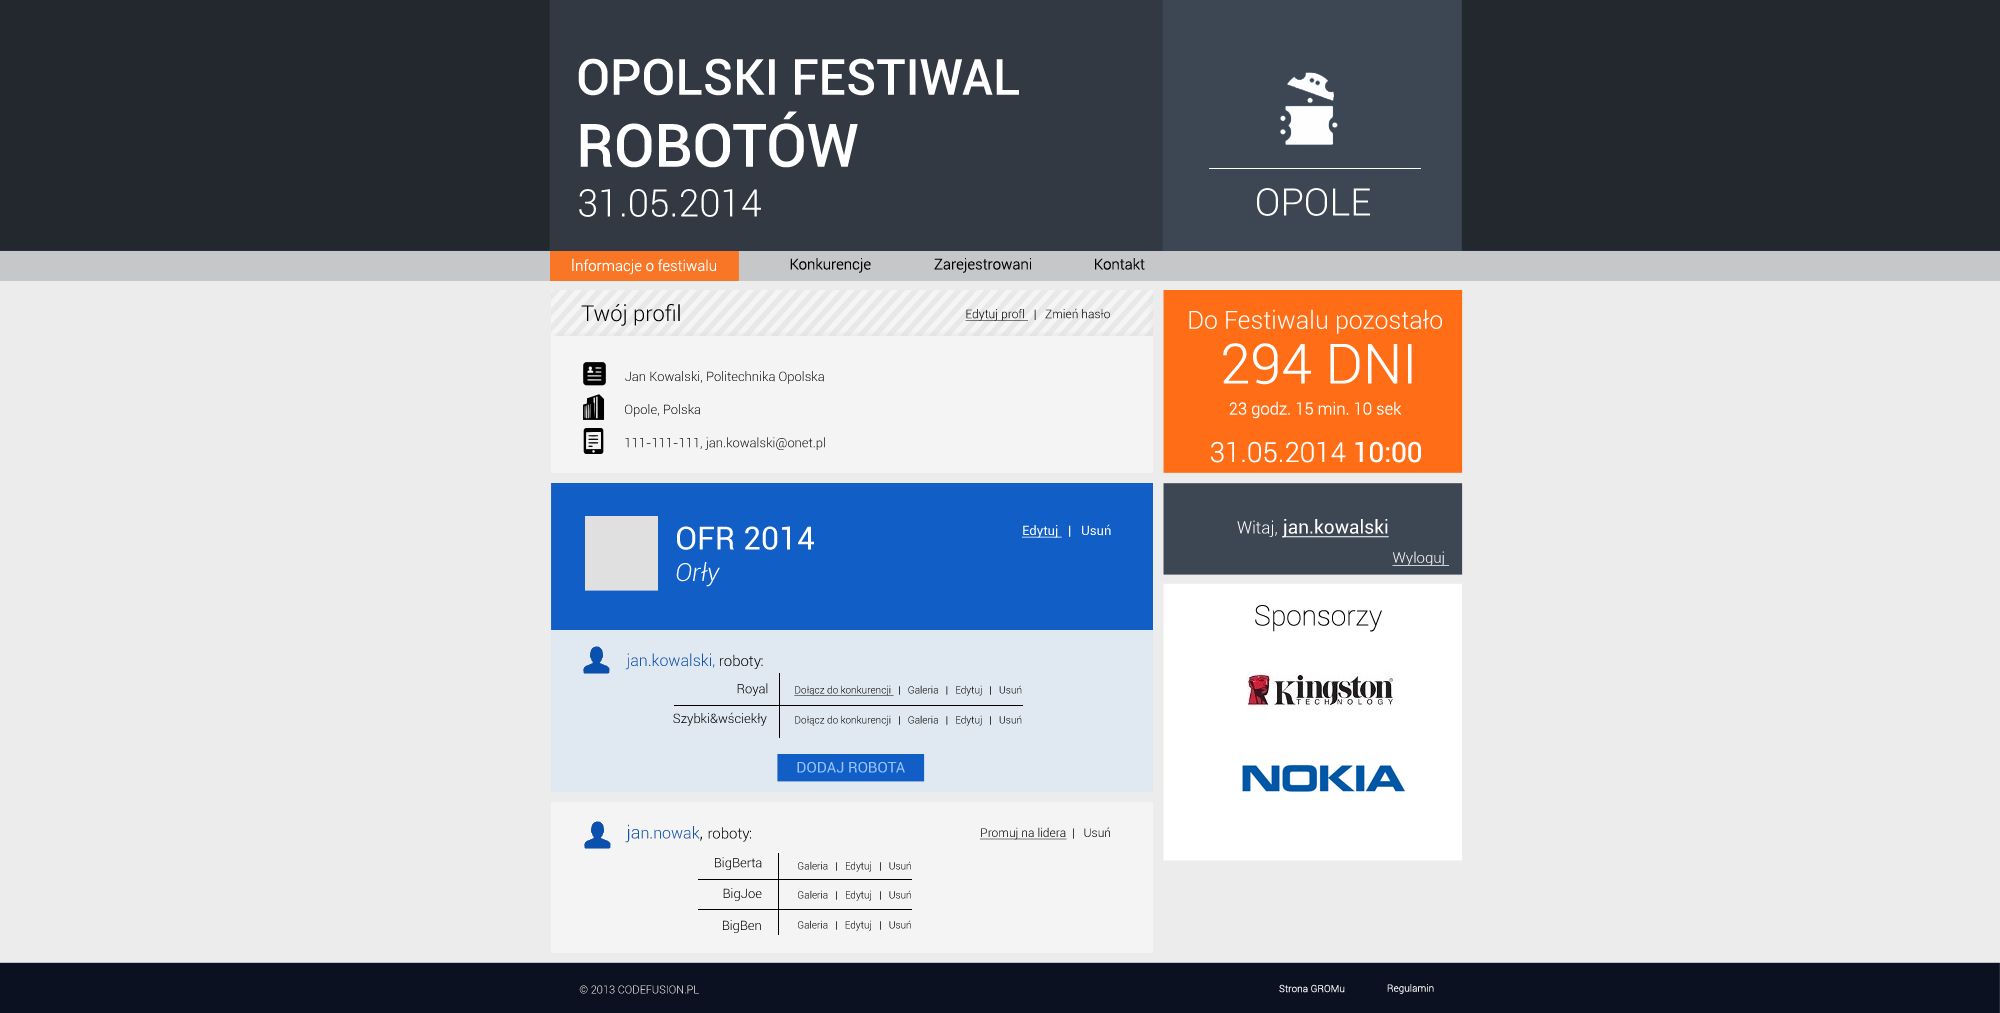 OPOLSKI FESTIWAL
ROBOTÓW
31.05.2014
OPOLE
Informacje o festiwalu
Konkurencje
Zarejestrowani
Kontakt
Twój profil
Edytuj profl | Zmień hasło
Jan Kowalski, Politechnika Opolska
Opole, Polska
111-111-111, jan.kowalski@onet.pl
Do Festiwalu pozostało
294 DNI
23 godz. 15 min. 10 sek
31.05.2014 10:00
OFR 2014
Orły
Edytuj | Usuń
Witaj, jan.kowalski
Wyloguj
jan.kowalski, roboty:
Royal
Dołącz do konkurencji | Galeria | Edytuj | Usuń
Szybki&wściekły
Dołącz do konkurencji | Galeria | Edytuj | Usuń
DODAJ ROBOTA
Sponsorzy
Kingston
TECHNOLOGY
NOKIA
jan.nowak, roboty:
Promuj na lidera | Usuń
BigBerta
Galeria | Edytuj | Usuń
BigJoe
Galeria | Edytuj | Usuń
BigBen
Galeria | Edytuj | Usuń
© 2013 CODEFUSION.PL
Strona GROMu
Regulamin